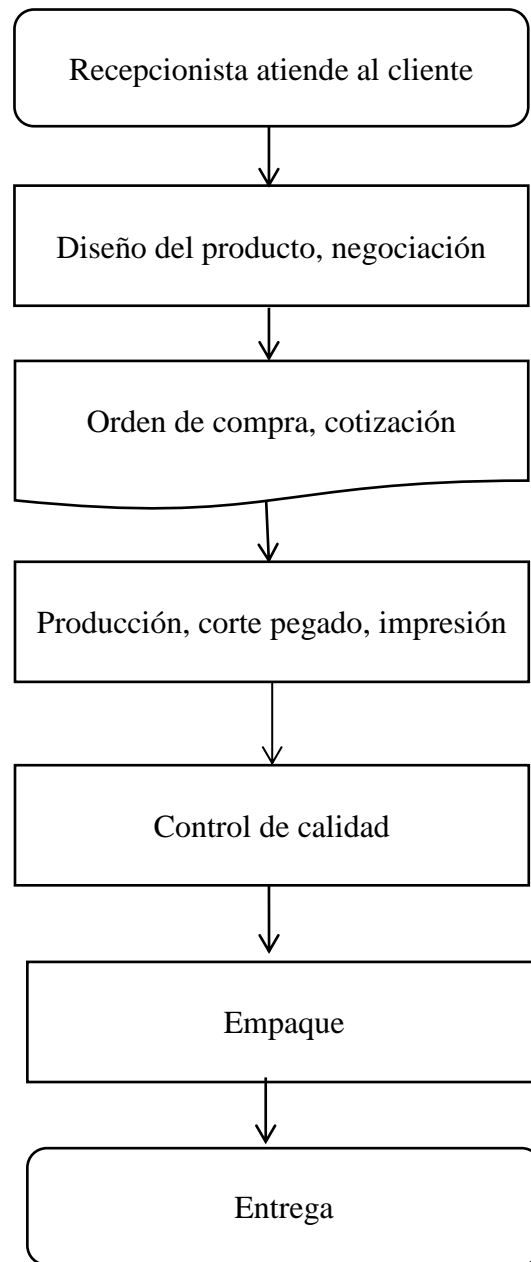 Recepcionista atiende al cliente
Diseño del producto, negociación
Orden de compra, cotización
Producción, corte pegado, impresión
Control de calidad
Empaque
Entrega